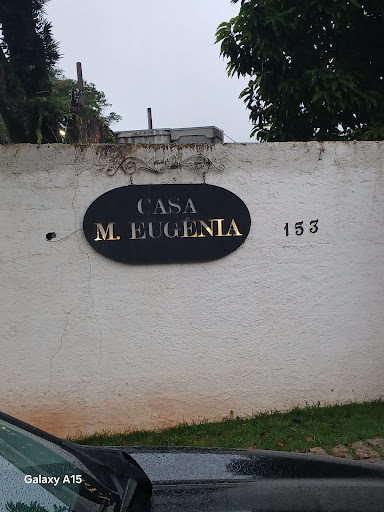 CASA
M. EUGÊNIA
153
Galaxy A15